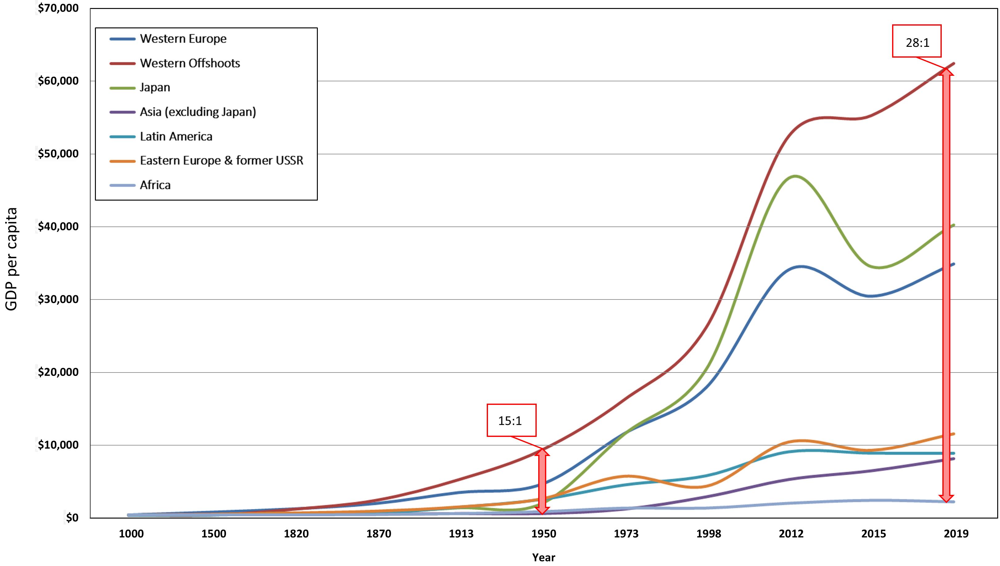 $70,000
$60,000
$50,000
$40,000
$30,000
$20,000
$10,000
$0
GDP per capita
Western Europe
Western Offshoots
Japan
Asia (excluding Japan)
Latin America
Eastern Europe & former USSR
Africa
28:1
15:1
1000 1500 1820 1870 1913 1950 1973 1998 2012 2015 2019
Year